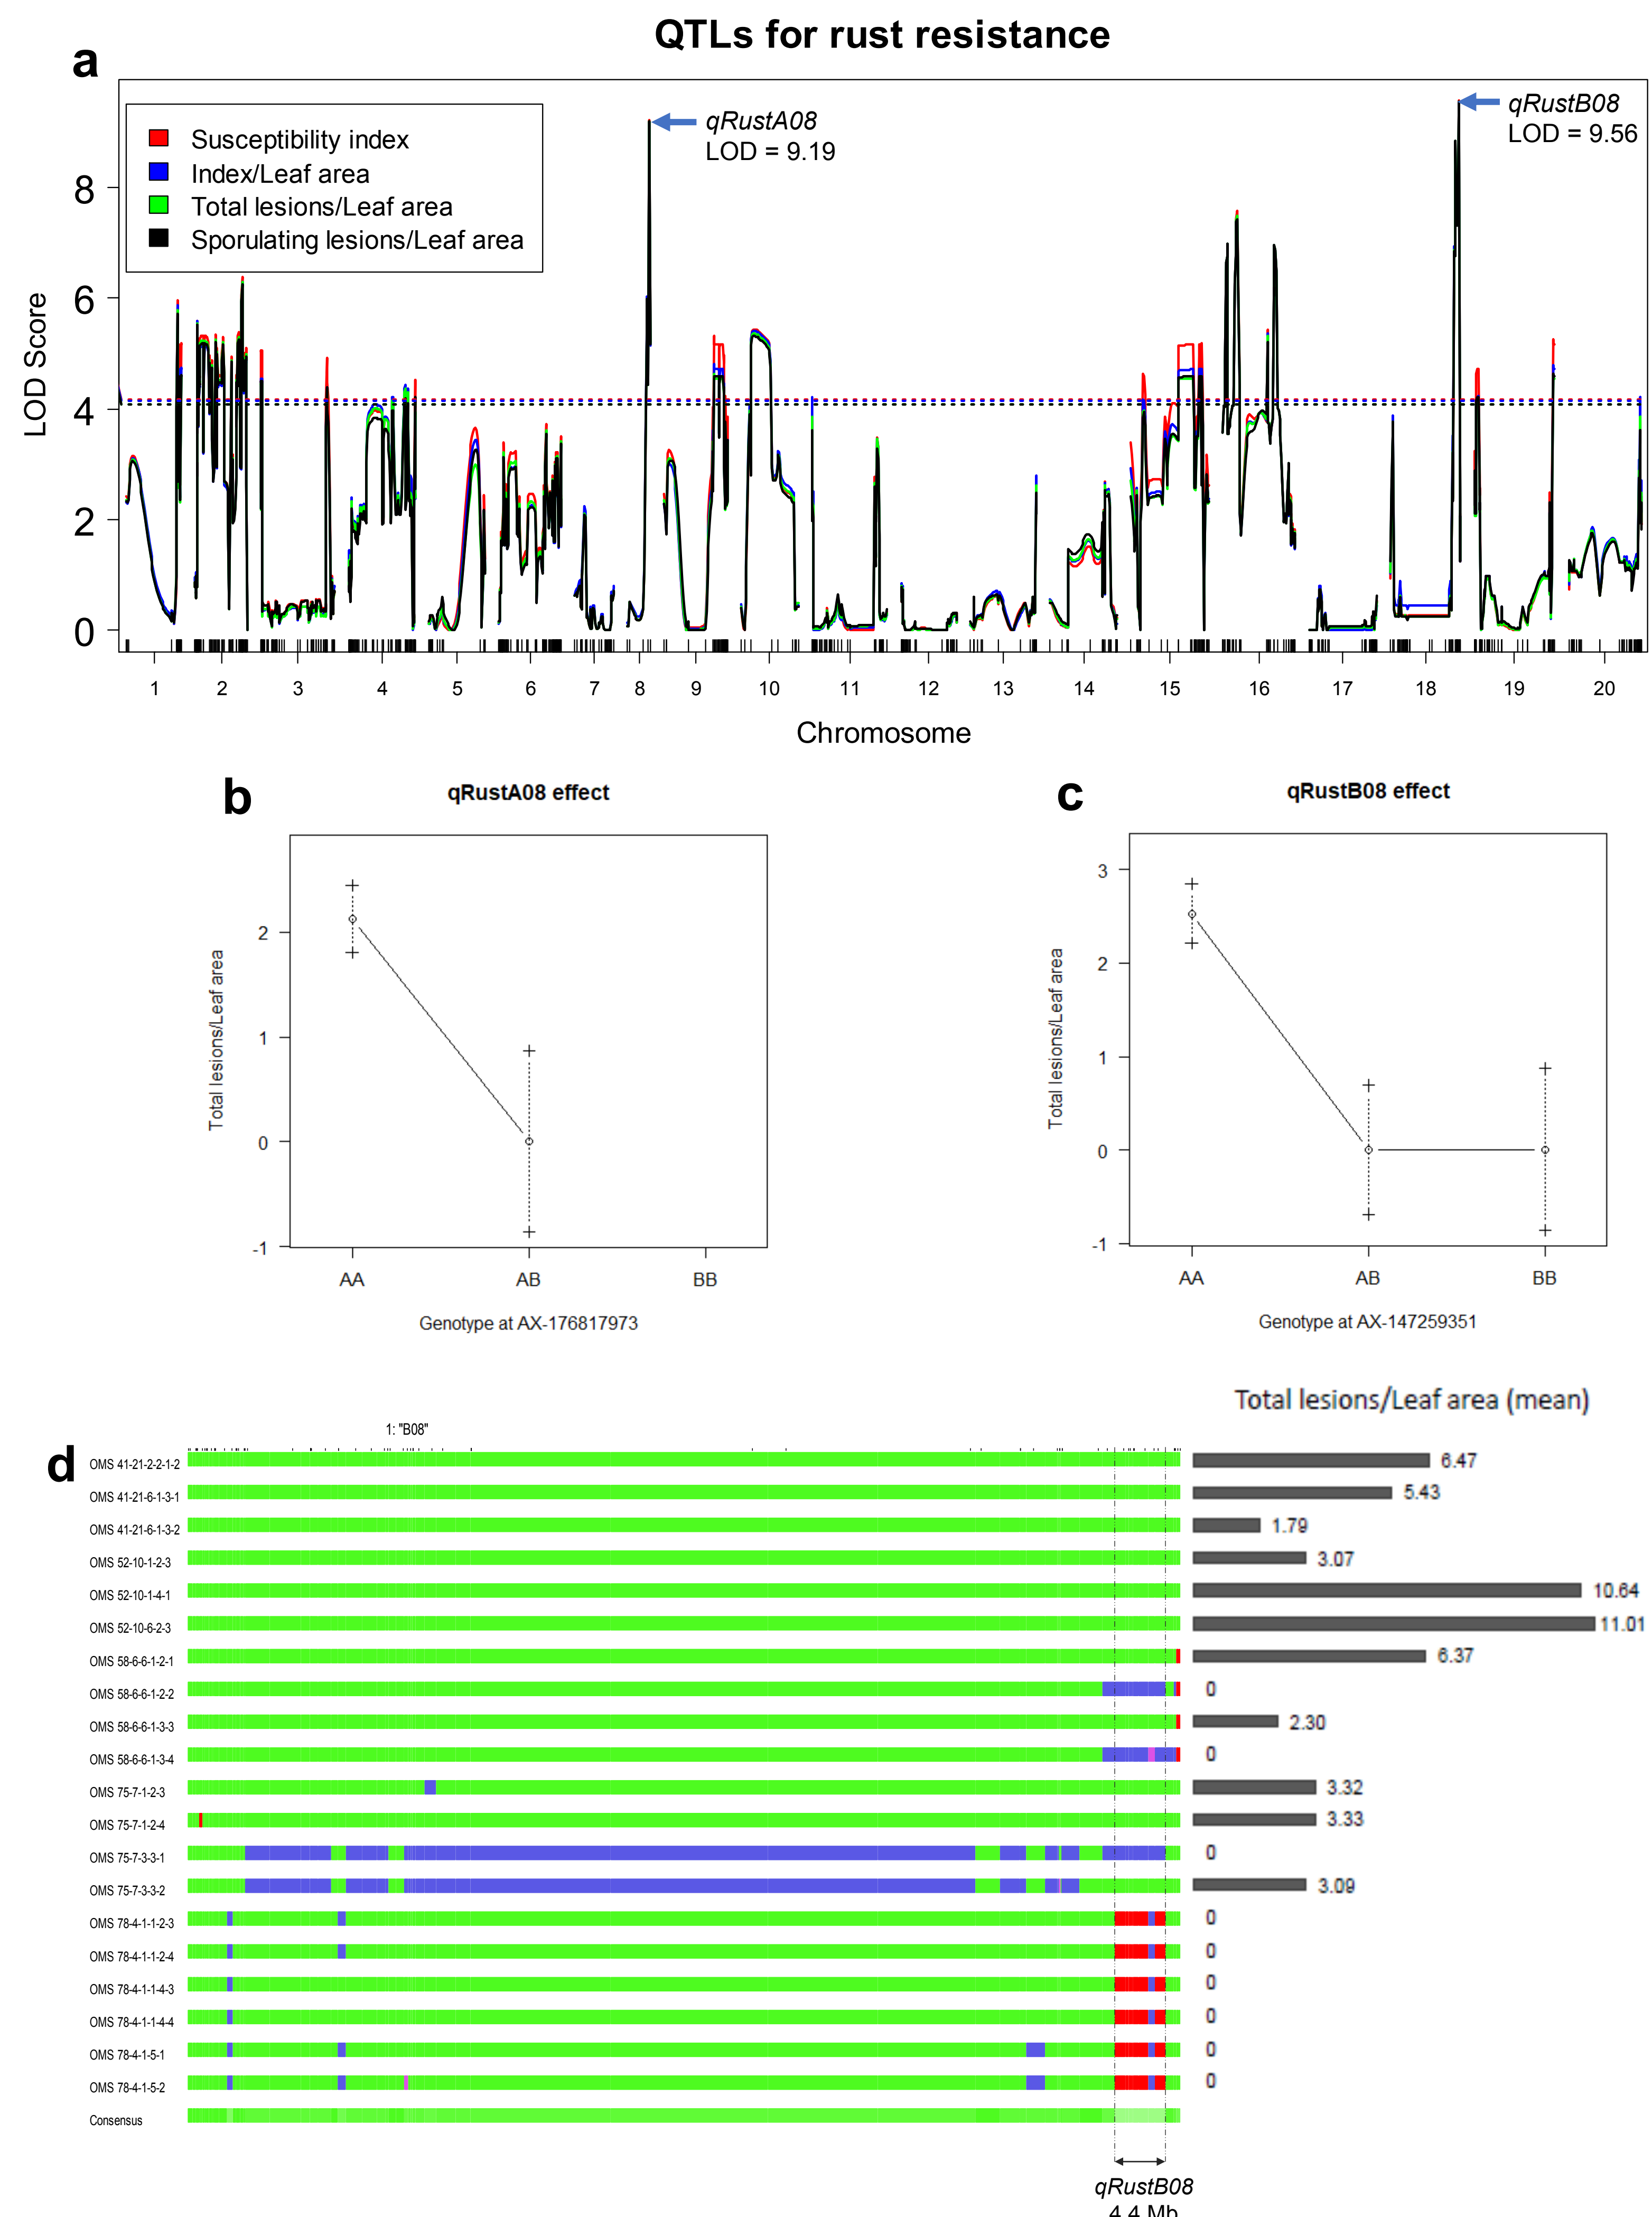 QTLs for rust resistance
a
Susceptibility index
Index/Leaf area
Total lesions/Leaf area
Sporulating lesions/Leaf area
qRustA08
LOD = 9.19
qRustB08
LOD = 9.56
LOD Score
8
6
4
2
0
1 2 3 4 5 6 7 8 9 10 11 12 13 14 15 16 17 18 19 20
Chromosome
b
qRustA08 effect
Total lesions/Leaf area
2
1
0
-1
AA AB BB
Genotype at AX-176817973
c
qRustB08 effect
Total lesions/Leaf area
3
2
1
0
-1
AA AB BB
Genotype at AX-147259351
Total lesions/Leaf area (mean)
1: "B08"
d
OMS 41-21-2-2-1-2 6.47
OMS 41-21-6-1-3-1 5.43
OMS 41-21-6-1-3-2 1.79
OMS 52-10-1-2-3 3.07
OMS 52-10-1-4-1 10.64
OMS 52-10-6-2-3 11.01
OMS 58-6-6-1-2-1 6.37
OMS 58-6-6-1-2-2 0
OMS 58-6-6-1-3-3 2.30
OMS 58-6-6-1-3-4 0
OMS 75-7-1-2-3 3.32
OMS 75-7-1-2-4 3.33
OMS 75-7-3-3-1 0
OMS 75-7-3-3-2 3.09
OMS 78-4-1-1-2-3 0
OMS 78-4-1-1-2-4 0
OMS 78-4-1-1-4-3 0
OMS 78-4-1-1-4-4 0
OMS 78-4-1-5-1 0
OMS 78-4-1-5-2 0
Consensus
qRustB08
4.4 Mb